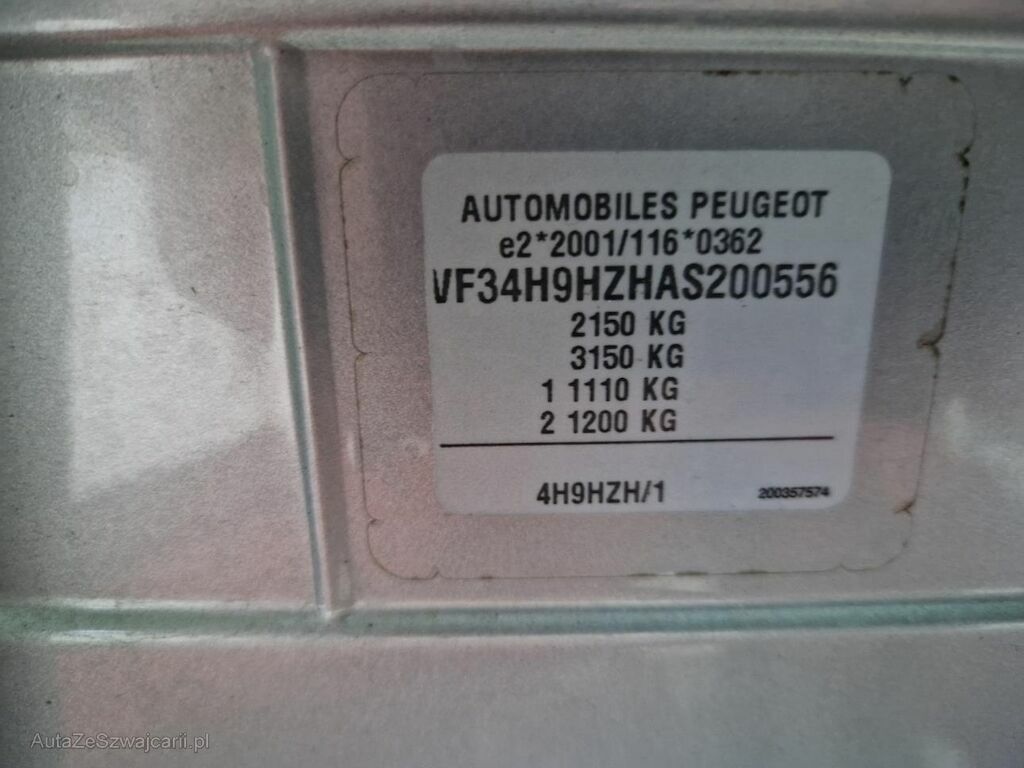 AUTOMOBILES PEUGEOT
e2*2001/116*0362
VF34H9HZHAS200556
2150 KG
3150 KG
1 1110 KG
2 1200 KG
4H9HZH/1
200357574
AutaZeSzwajcarii.pl